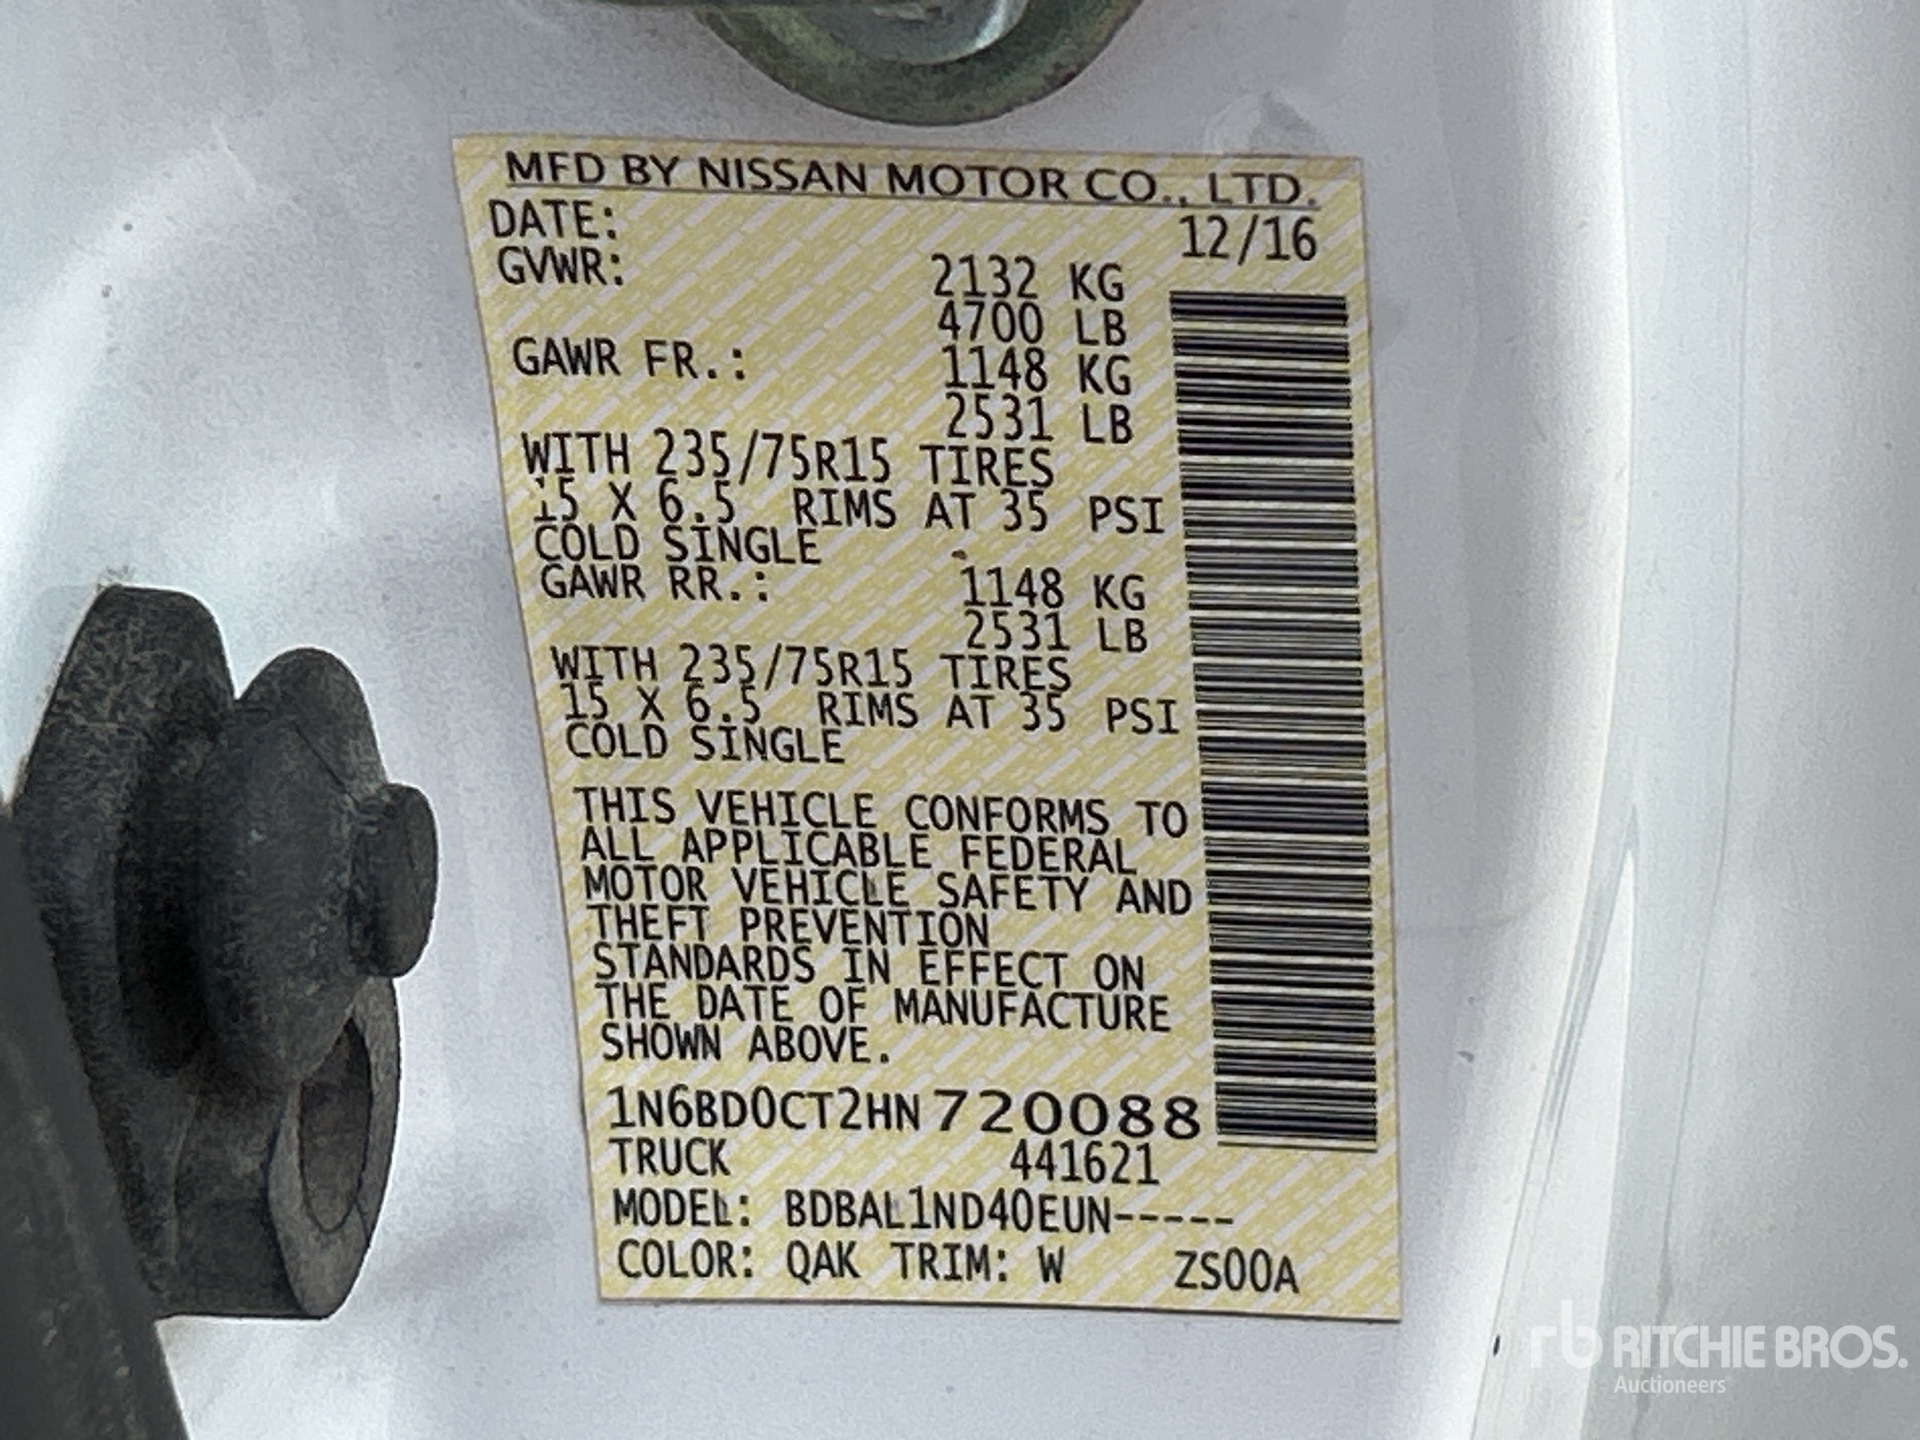 MFD BY NISSAN MOTOR CO., LTD.
DATE: 12/16
GVWR: 2132 KG
4700 LB
GAWR FR.: 1148 KG
2531 LB
WITH 235/75R15 TIRES
15 X 6.5 RIMS AT 35 PSI
COLD SINGLE
GAWR RR.: 1148 KG
2531 LB
WITH 235/75R15 TIRES
15 X 6.5 RIMS AT 35 PSI
COLD SINGLE
THIS VEHICLE CONFORMS TO
ALL APPLICABLE FEDERAL
MOTOR VEHICLE SAFETY AND
THEFT PREVENTION
STANDARDS IN EFFECT ON
THE DATE OF MANUFACTURE
SHOWN ABOVE.
1N6BD0CT2HN720088
TRUCK 441621
MODEL: BDBAL1ND40EUN-----
COLOR: QAK TRIM: W ZS00A
rb RITCHIE BROS.
Auctioneers